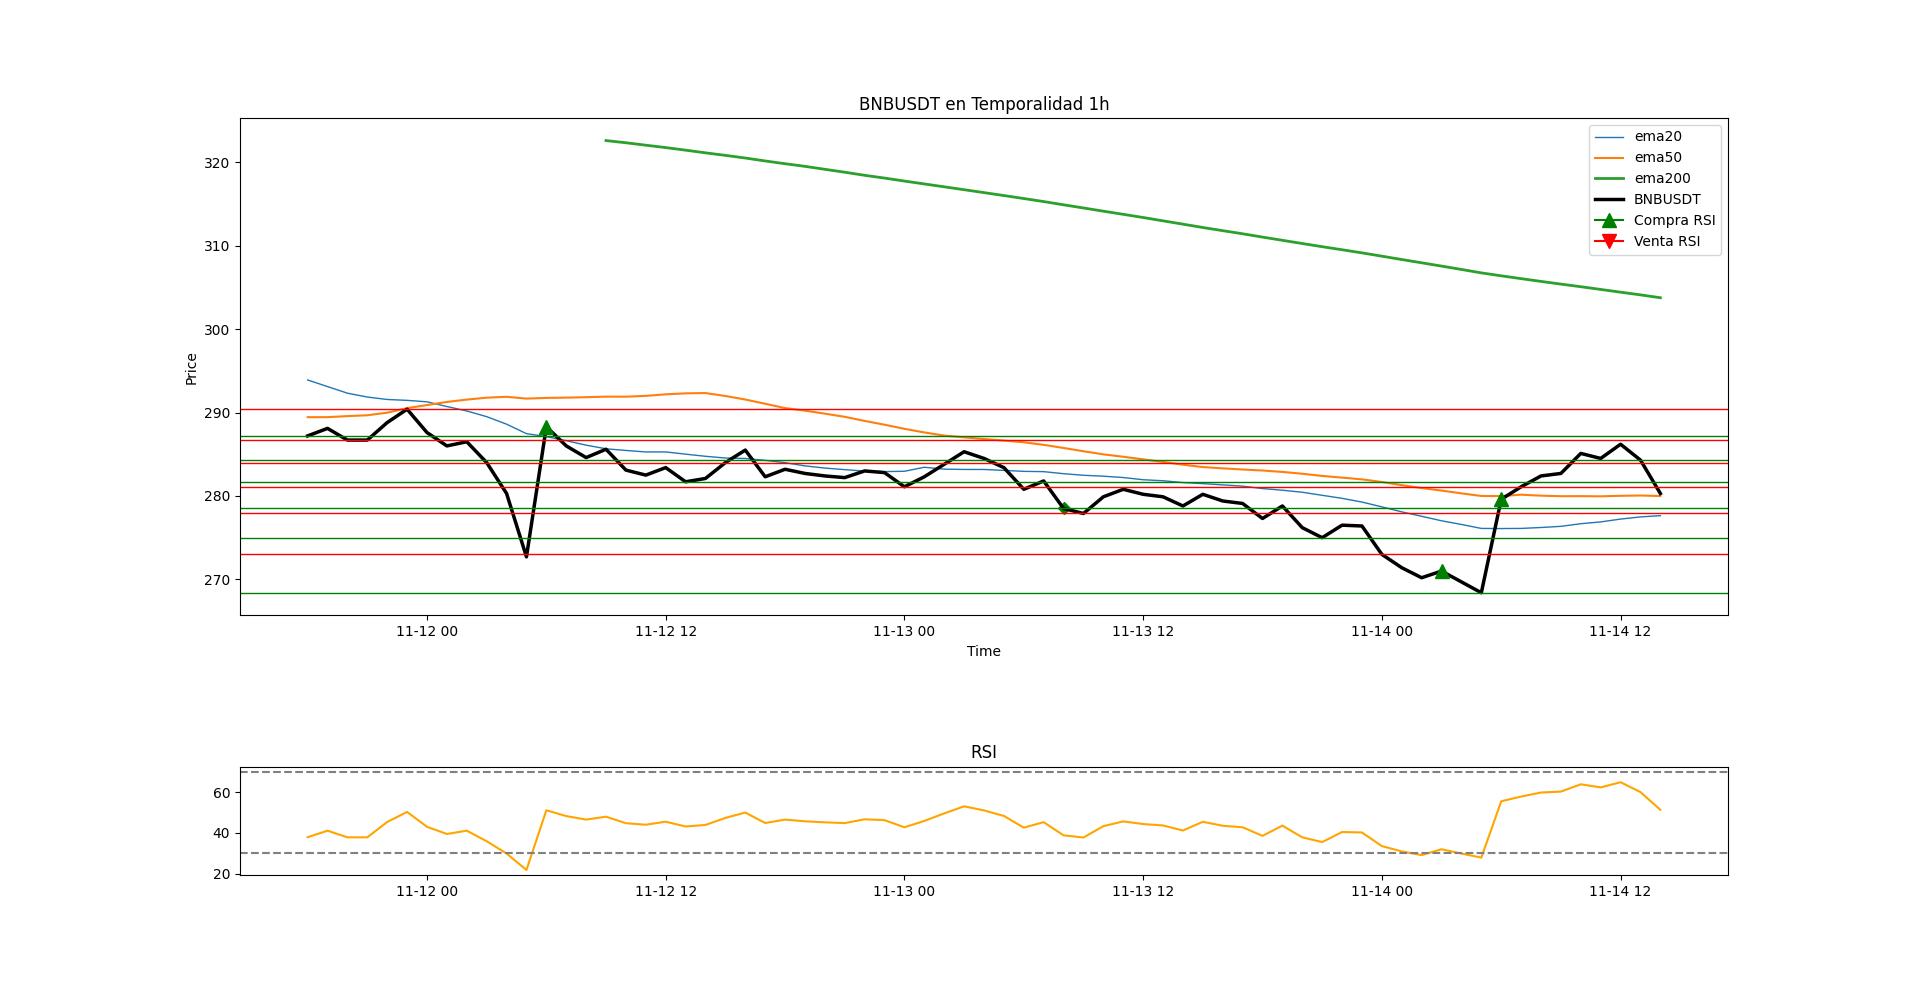 BNBUSDT en Temporalidad 1h
Price
320
310
300
290
280
270
ema20
ema50
ema200
BNBUSDT
Compra RSI
Venta RSI
11-12 00
11-12 12
11-13 00
11-13 12
11-14 00
11-14 12
Time
RSI
60
40
20
11-12 00
11-12 12
11-13 00
11-13 12
11-14 00
11-14 12